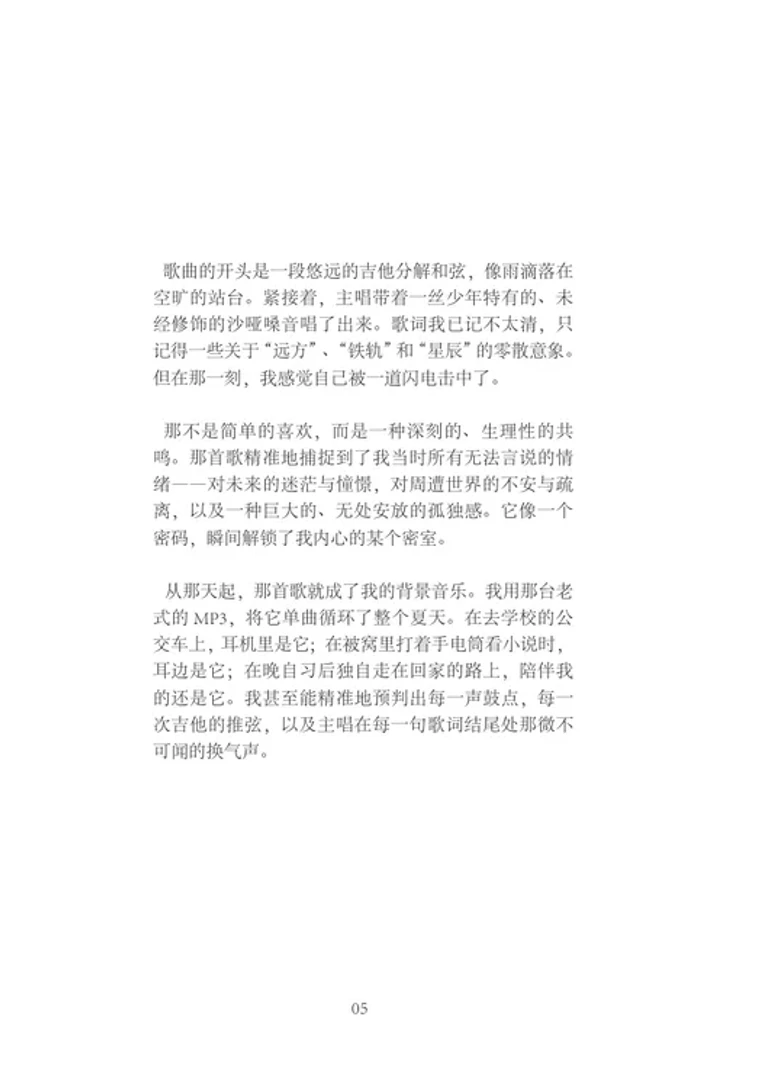 歌曲的开头是一段悠远的吉他分解和弦，像雨滴落在
空旷的站台。紧接着，主唱带着一丝少年特有的、未
经修饰的沙哑嗓音唱了出来。歌词我已记不太清，只
记得一些关于“远方”、“铁轨”和“星辰”的零散意象。
但在那一刻，我感觉自己被一道闪电击中了。
那不是简单的喜欢，而是一种深刻的、生理性的共
鸣。那首歌精准地捕捉到了我当时所有无法言说的情
绪——对未来的迷茫与憧憬，对周遭世界的不安与疏
离，以及一种巨大的、无处安放的孤独感。它像一个
密码，瞬间解锁了我内心的某个密室。
从那天起，那首歌就成了我的背景音乐。我用那台老
式的 MP3，将它单曲循环了整个夏天。在去学校的公
交车上，耳机里是它；在被窝里打着手电筒看小说时，
耳边是它；在晚自习后独自走在回家的路上，陪伴我
的还是它。我甚至能精准地预判出每一声鼓点，每一
次吉他的推弦，以及主唱在每一句歌词结尾处那微不
可闻的换气声。
05